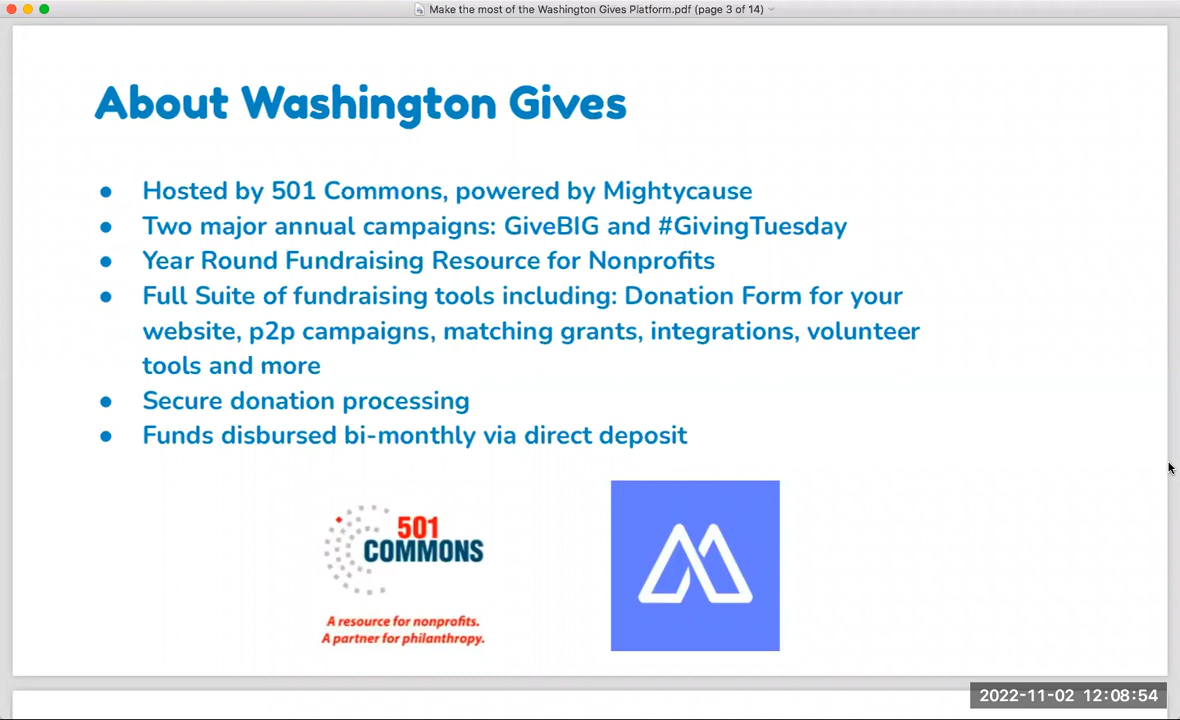 Make the most of the Washington Gives Platform.pdf (page 3 of 14)
About Washington Gives
● Hosted by 501 Commons, powered by Mightycause
● Two major annual campaigns: GiveBIG and #GivingTuesday
● Year Round Fundraising Resource for Nonprofits
● Full Suite of fundraising tools including: Donation Form for your
website, p2p campaigns, matching grants, integrations, volunteer
tools and more
● Secure donation processing
● Funds disbursed bi-monthly via direct deposit
501
COMMONS
A resource for nonprofits.
A partner for philanthropy.
2022-11-02 12:08:54